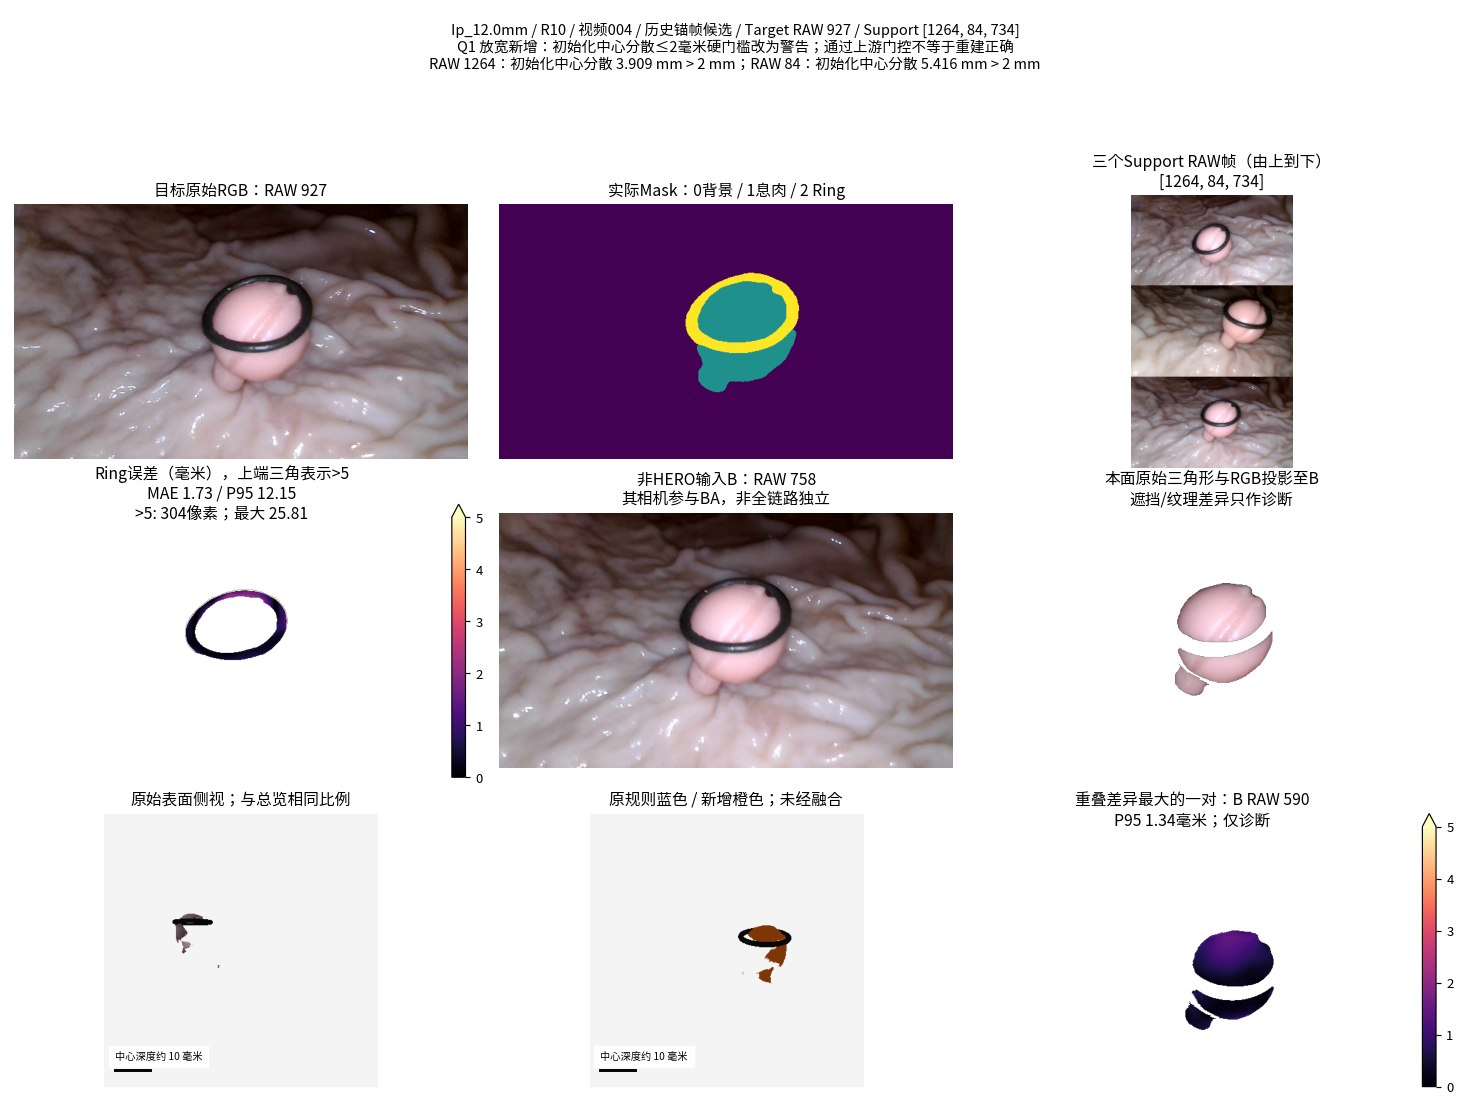 Ip_12.0mm / R10 / 视频004 / 历史锚帧候选 / Target RAW 927 / Support [1264, 84, 734]
Q1 放宽新增：初始化中心分散≤2毫米硬门槛改为警告；通过上游门控不等于重建正确
RAW 1264：初始化中心分散 3.909 mm > 2 mm；RAW 84：初始化中心分散 5.416 mm > 2 mm
目标原始RGB：RAW 927
实际Mask：0背景 / 1息肉 / 2 Ring
三个Support RAW帧（由上到下）
[1264, 84, 734]
Ring误差（毫米），上端三角表示>5
MAE 1.73 / P95 12.15
>5: 304像素；最大 25.81
5
4
3
2
1
0
非HERO输入B：RAW 758
其相机参与BA，非全链路独立
本面原始三角形与RGB投影至B
遮挡/纹理差异只作诊断
原始表面侧视；与总览相同比例
中心深度约 10 毫米
原规则蓝色 / 新增橙色；未经融合
中心深度约 10 毫米
重叠差异最大的一对：B RAW 590
P95 1.34毫米；仅诊断
5
4
3
2
1
0